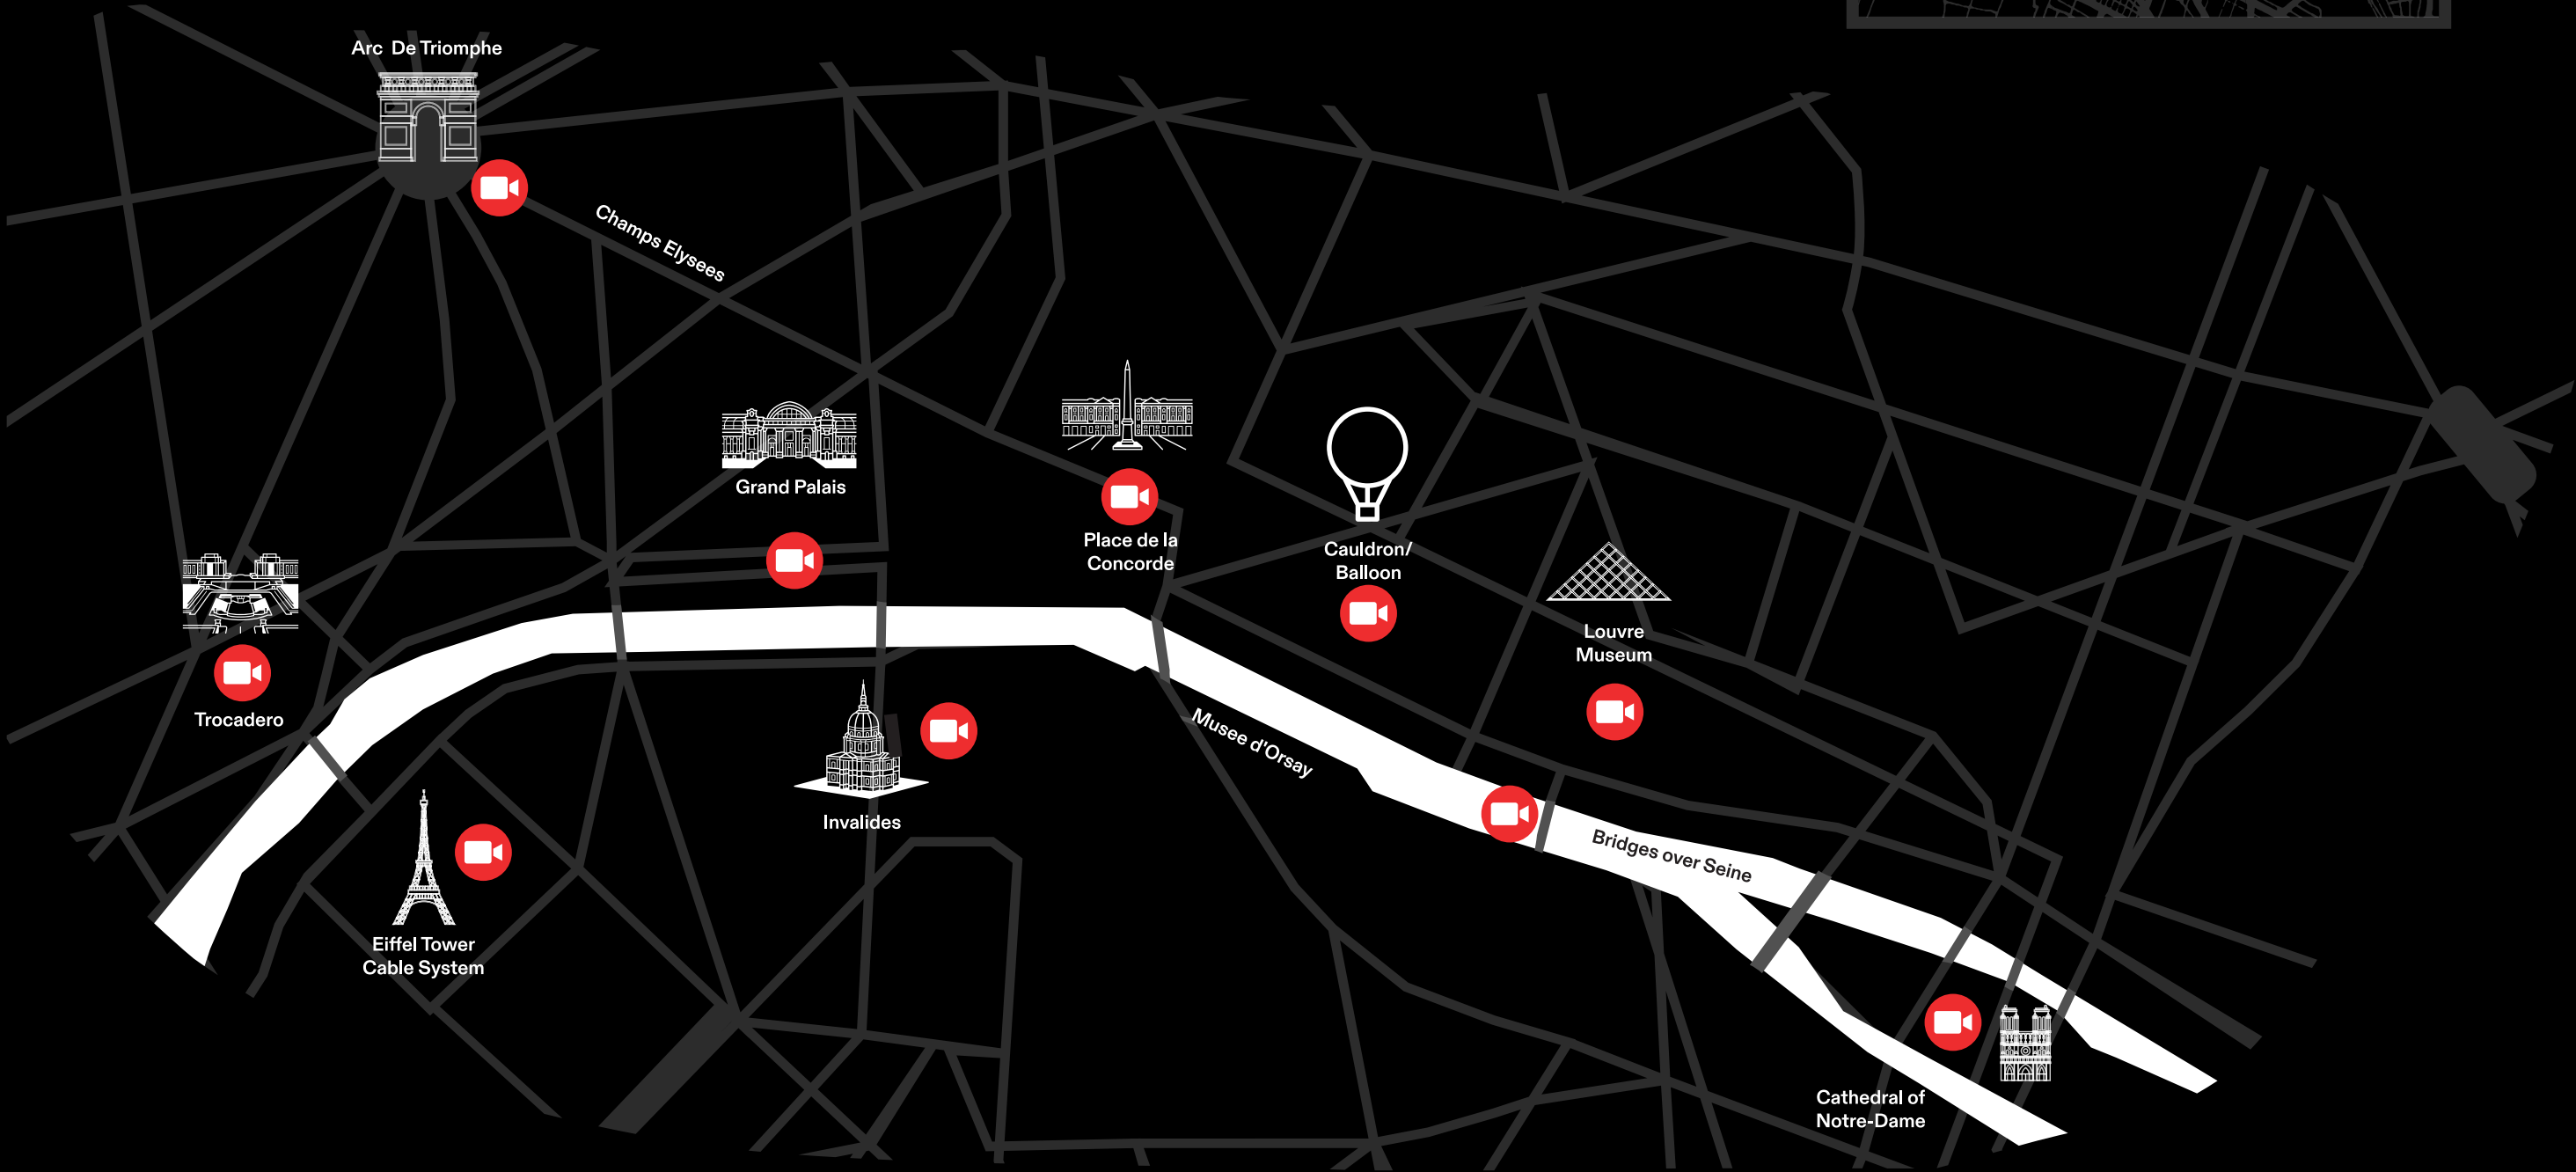 Arc De Triomphe
Champs Elysees
Grand Palais
Place de la
Concorde
Cauldron/
Balloon
Louvre
Museum
Trocadero
Musee d'Orsay
Invalides
Bridges over Seine
Eiffel Tower
Cable System
Cathedral of
Notre-Dame